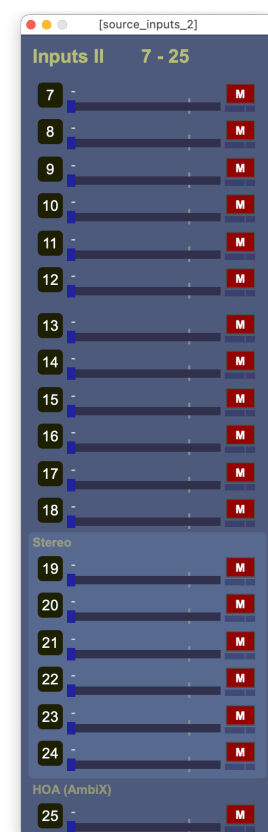 [source_inputs_2]
Inputs II 7 - 25
7 - M
8 - M
9 - M
10 - M
11 - M
12 - M
13 - M
14 - M
15 - M
16 - M
17 - M
18 - M
Stereo
19 - M
20 - M
21 - M
22 - M
23 - M
24 - M
HOA (AmbiX)
25 - M